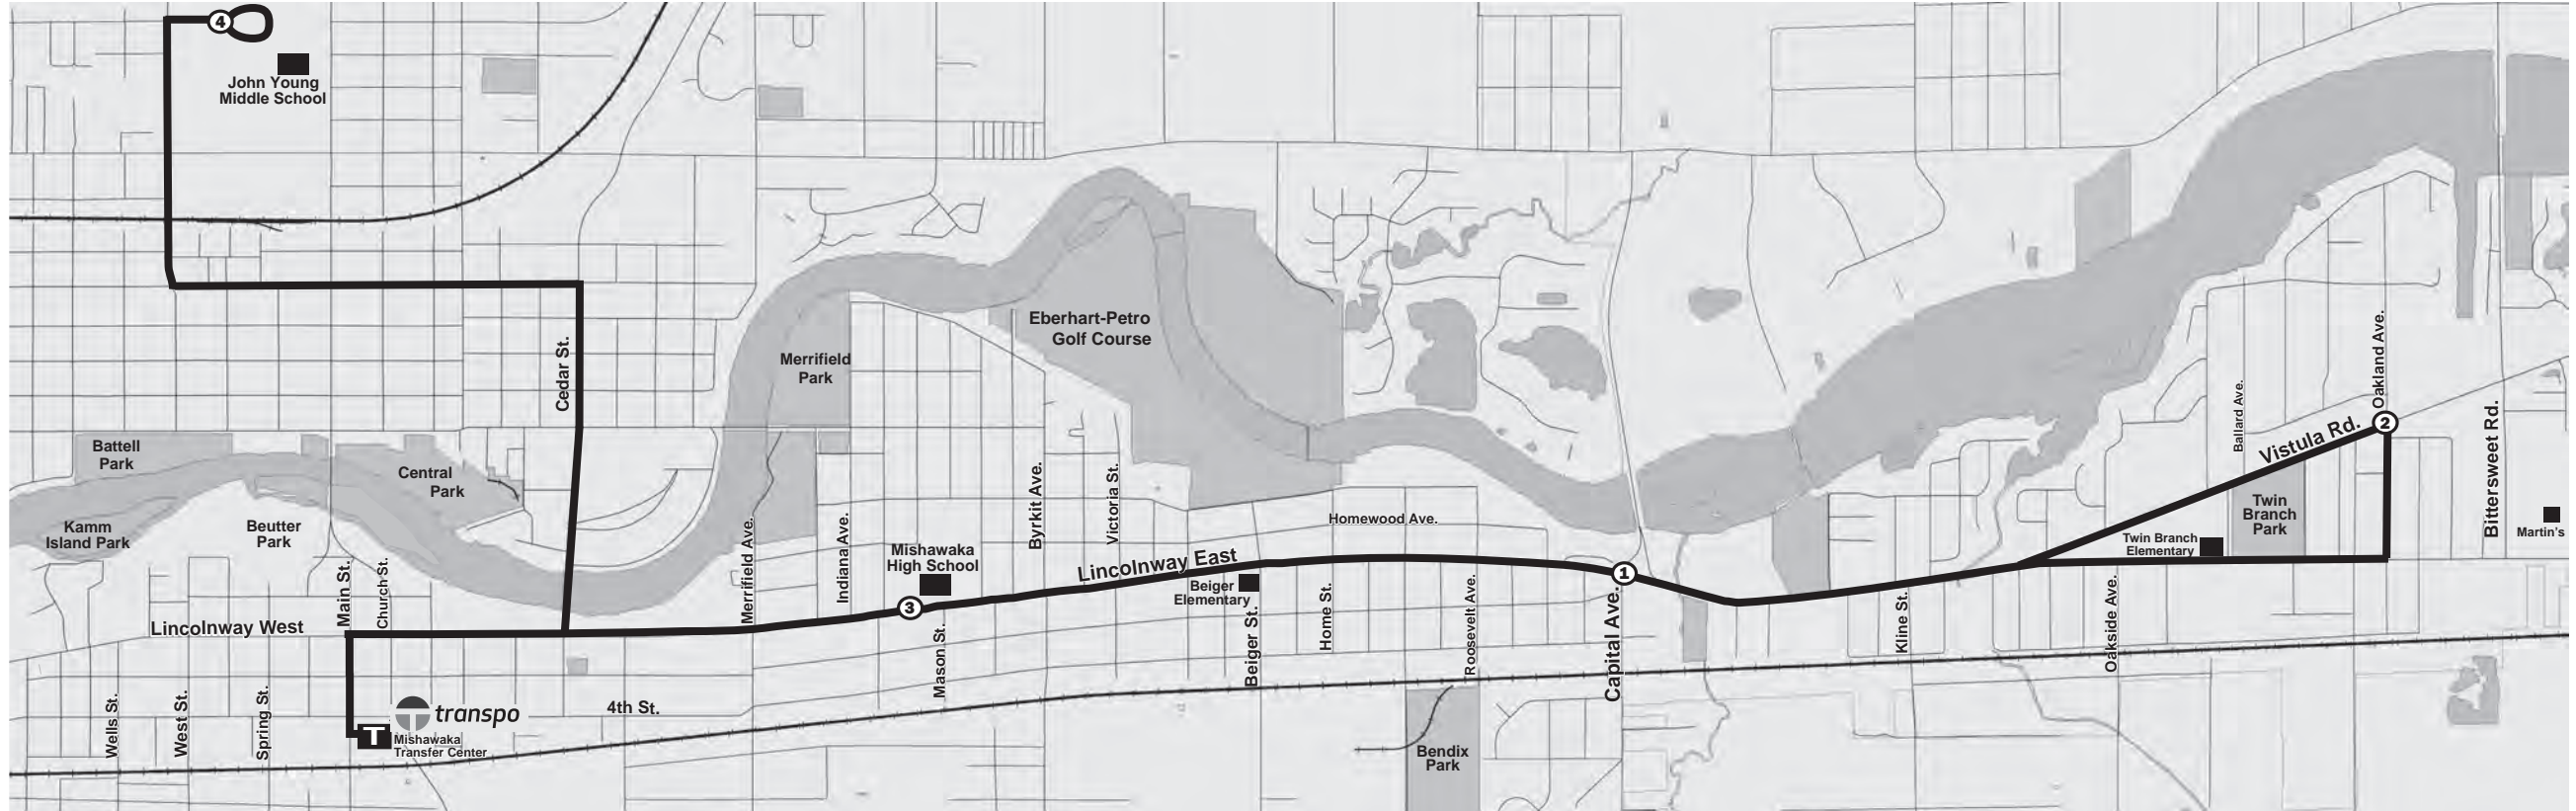 4
John Young
Middle School
Cedar St.
Merrifield
Park
Eberhart-Petro
Golf Course
Battell
Park
Central
Park
Kamm
Island Park
Beutter
Park
Main St.
Church St.
Lincolnway West
Wells St.
West St.
Spring St.
T
transpo
Mishawaka
Transfer Center
4th St.
Merrifield Ave.
Indiana Ave.
Mishawaka
High School
3
Mason St.
Byrkit Ave.
Victoria St.
Lincolnway East
Beiger
Elementary
Beiger St.
Homewood Ave.
Home St.
Roosevelt Ave.
Bendix
Park
1
Capital Ave.
Kline St.
Oakside Ave.
Twin Branch
Elementary
Twin
Branch
Park
Ballard Ave.
Vistula Rd.
2
Oakland Ave.
Bittersweet Rd.
Martin's